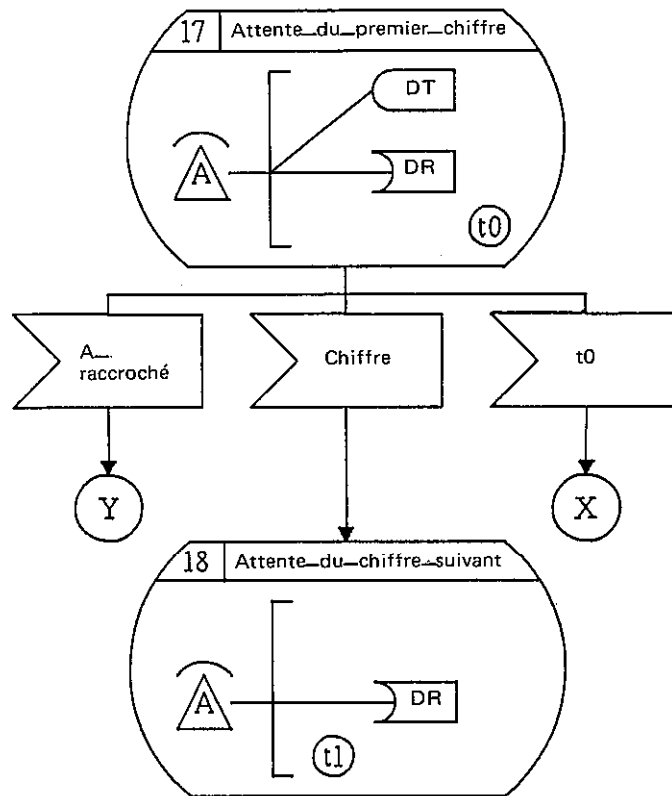 17 Attente_du_premier_chiffre
DT
A
DR
t0
A_
raccroché
Chiffre
t0
Y
X
18 Attente_du_chiffre_suivant
A
DR
t1